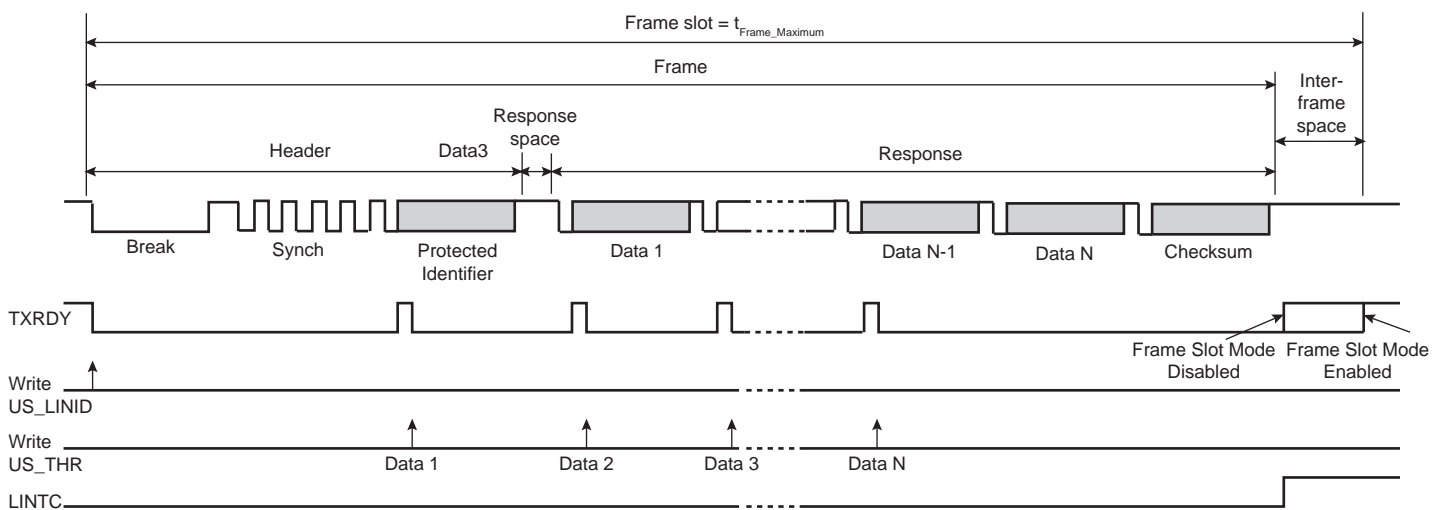 Frame slot = tFrame_Maximum
Frame
Inter-
frame
space
Response
space
Header
Data3
Response
Break
Synch
Protected
Identifier
Data 1
Data N-1
Data N
Checksum
TXRDY
Frame Slot Mode
Disabled
Frame Slot Mode
Enabled
Write
US_LINID
Write
US_THR
Data 1
Data 2
Data 3
Data N
LINTC